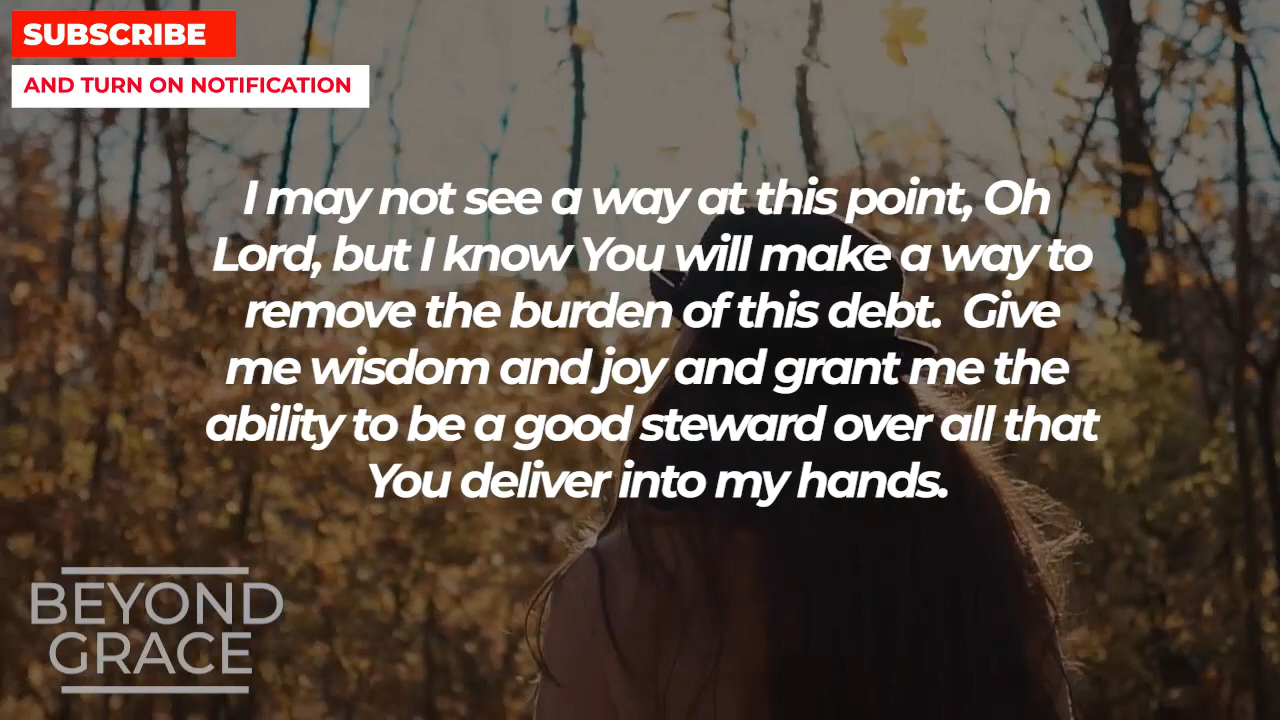 SUBSCRIBE
AND TURN ON NOTIFICATION
I may not see a way at this point, Oh
Lord, but I know You will make a way to
remove the burden of this debt.  Give
me wisdom and joy and grant me the
ability to be a good steward over all that
You deliver into my hands.
BEYOND
GRACE